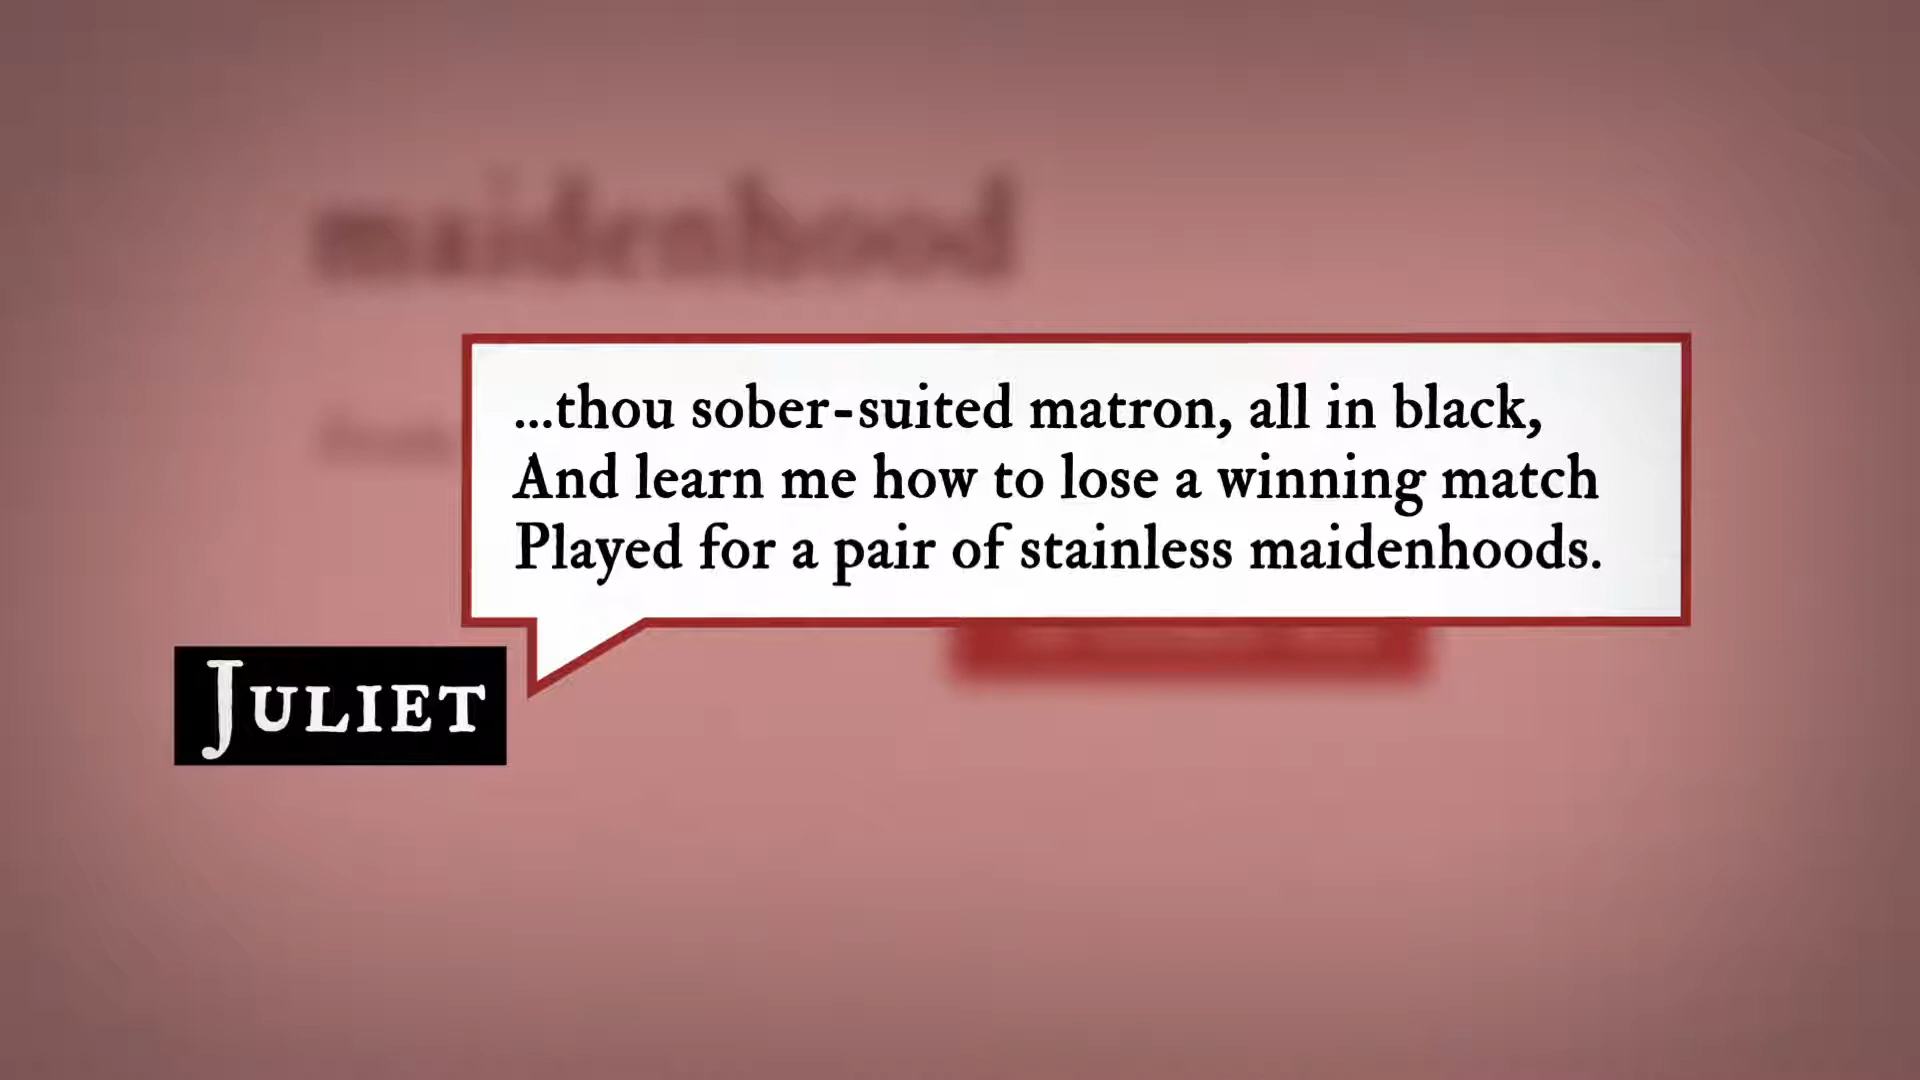 maidenhood
...thou sober-suited matron, all in black,
And learn me how to lose a winning match
Played for a pair of stainless maidenhoods.
JULIET